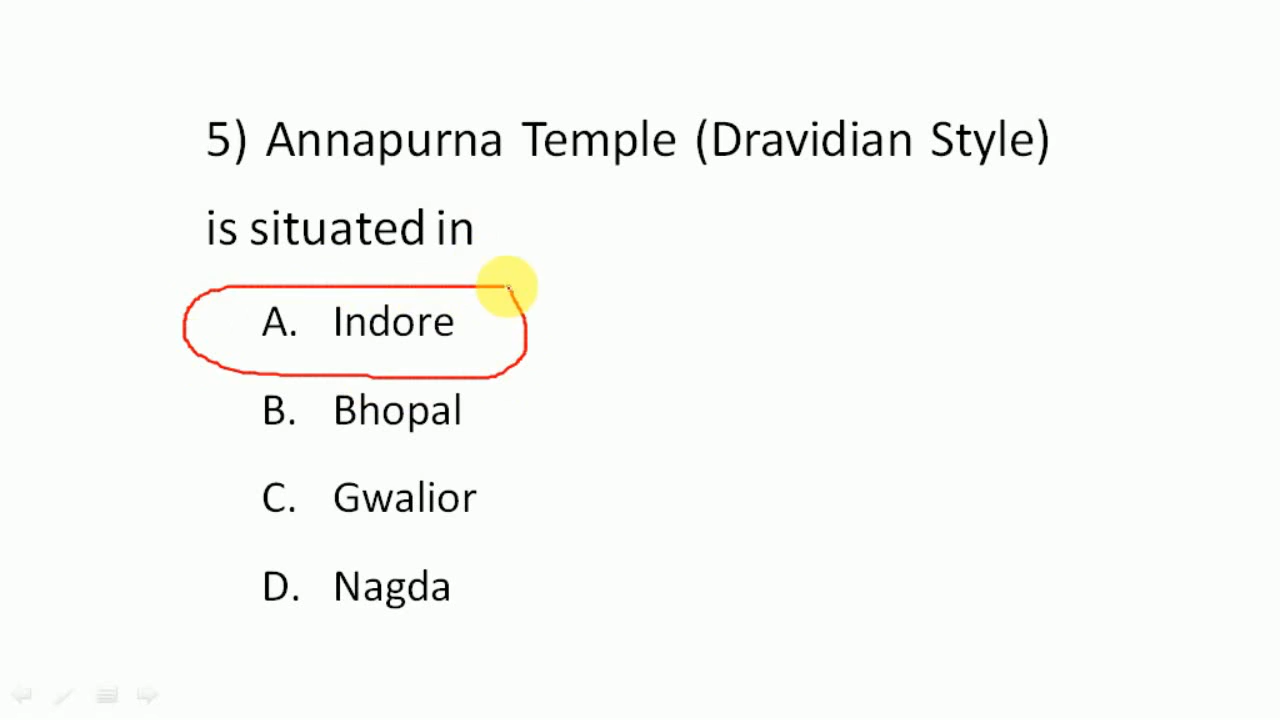 5) Annapurna Temple (Dravidian Style)
is situated in
A. Indore
B. Bhopal
C. Gwalior
D. Nagda